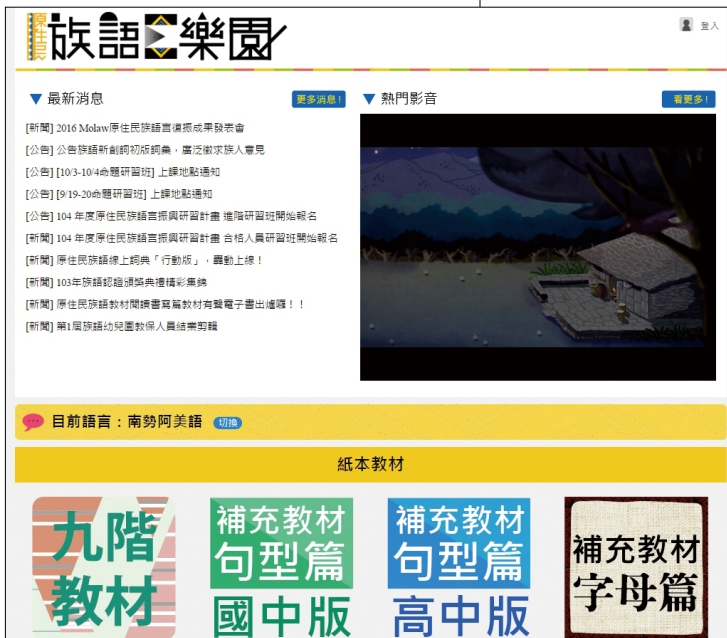 原住民
族語E樂園
登入
▼ 最新消息
更多消息!
[新聞] 2016 Molaw原住民族語言復振成果發表會
[公告] 公告族語新創詞初版詞彙，廣泛徵求族人意見
[公告] [10/3-10/4命題研習班] 上課地點通知
[公告] [9/19-20命題研習班] 上課地點通知
[公告] 104 年度原住民族語言振興研習計畫 進階研習班開始報名
[新聞] 104 年度原住民族語言振興研習計畫 合格人員研習班開始報名
[新聞] 原住民族語線上詞典「行動版」，轟動上線！
[新聞] 103年族語認證頒獎典禮精彩集錦
[新聞] 原住民族語教材閱讀書寫篇教材有聲電子書出爐囉！！
[新聞] 第1屆族語幼兒園教保人員結業剪輯
▼ 熱門影音
看更多!
目前語言：南勢阿美語 切換
紙本教材
九階
教材
補充教材
句型篇
國中版
補充教材
句型篇
高中版
補充教材
字母篇